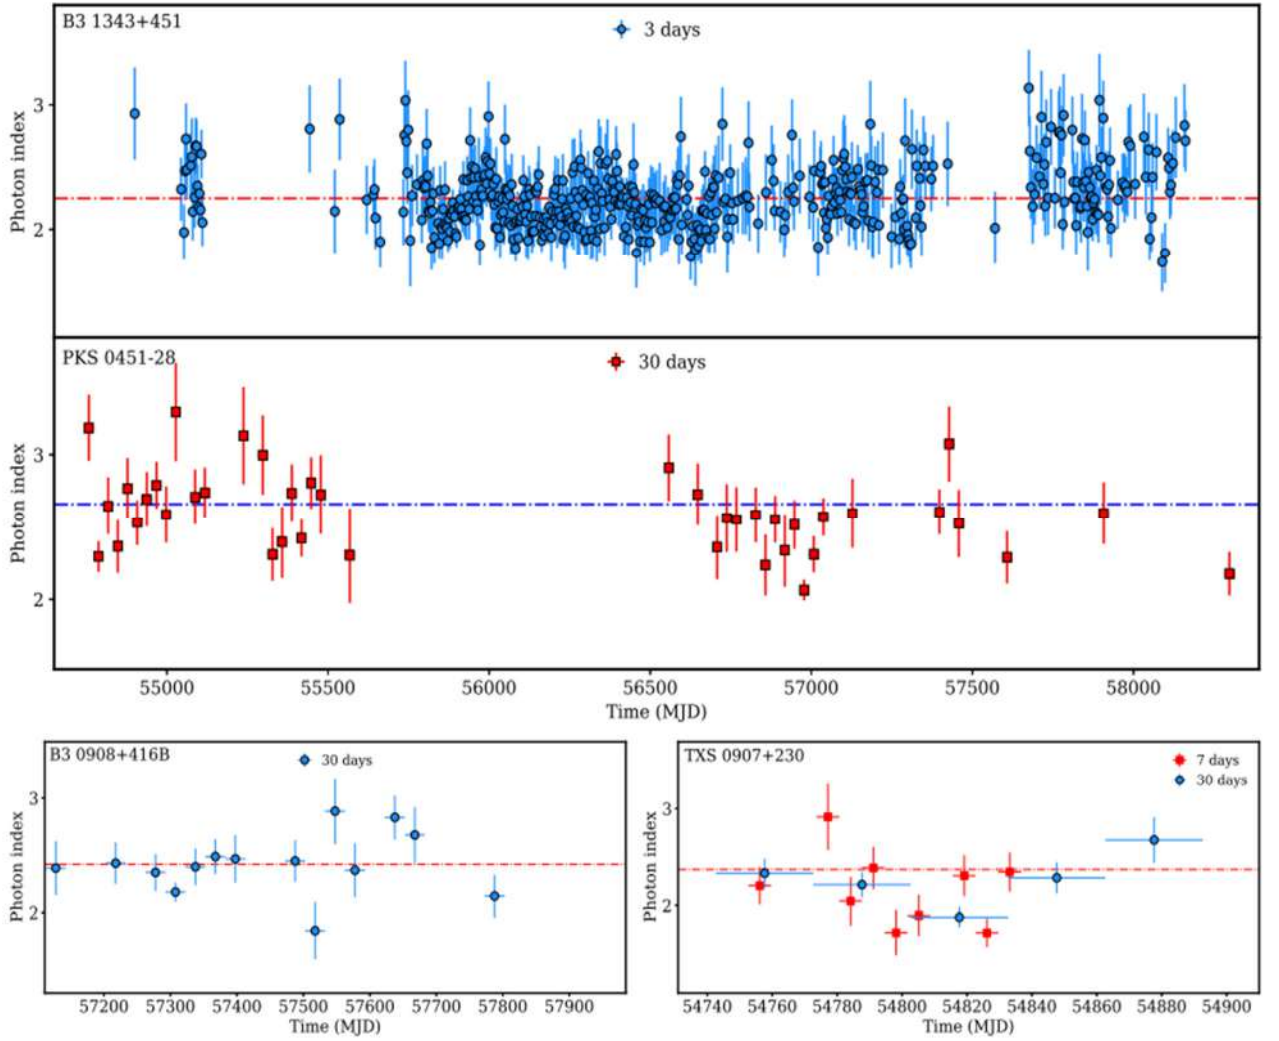 B3 1343+451
3 days
3
2
Photon index
PKS 0451-28
30 days
3
2
Photon index
55000 55500 56000 56500 57000 57500 58000
Time (MJD)
B3 0908+416B
30 days
3
2
Photon index
57200 57300 57400 57500 57600 57700 57800 57900
Time (MJD)
TXS 0907+230
7 days
30 days
3
2
Photon index
54740 54760 54780 54800 54820 54840 54860 54880 54900
Time (MJD)